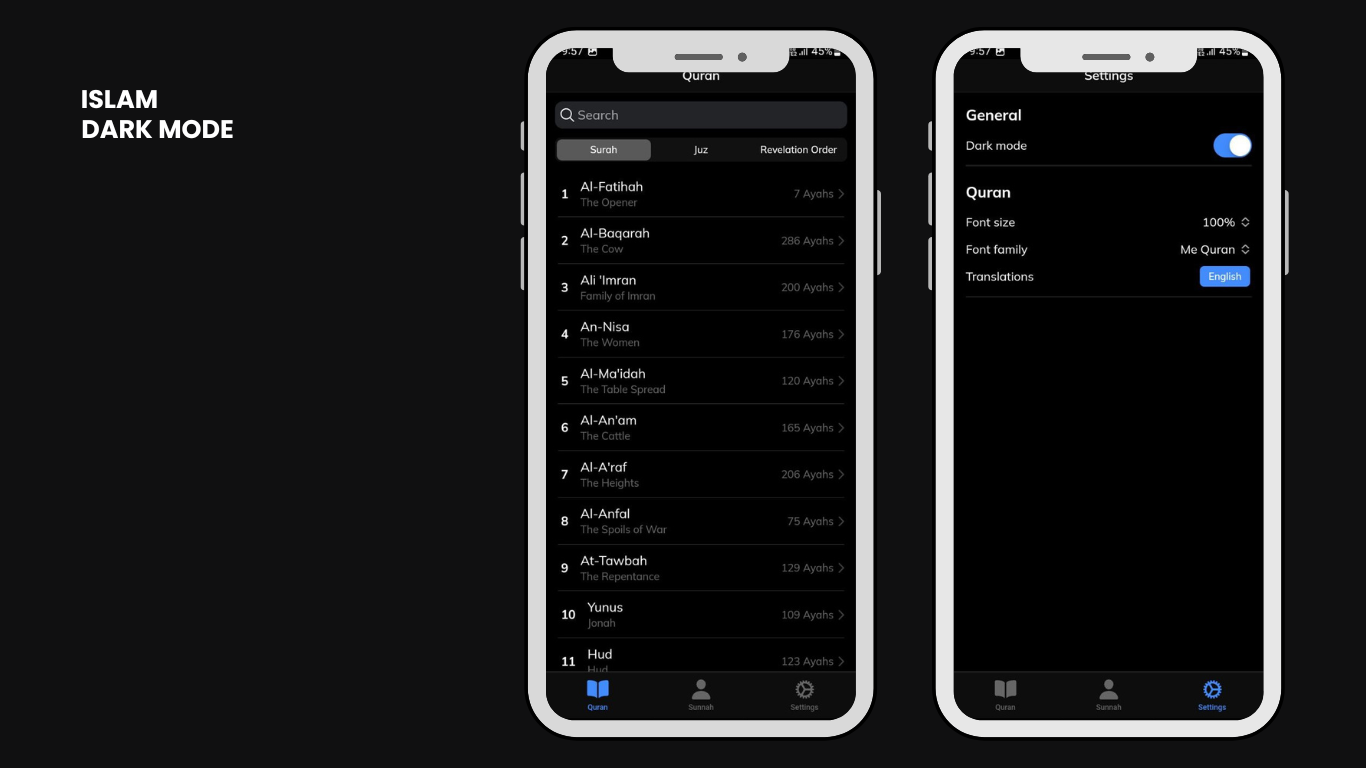 ISLAM
DARK MODE
9:57 45%
Quran
Search
Surah Juz Revelation Order
1 Al-Fatihah 7 Ayahs
The Opener
2 Al-Baqarah 286 Ayahs
The Cow
3 Ali 'Imran 200 Ayahs
Family of Imran
4 An-Nisa 176 Ayahs
The Women
5 Al-Ma'idah 120 Ayahs
The Table Spread
6 Al-An'am 165 Ayahs
The Cattle
7 Al-A'raf 206 Ayahs
The Heights
8 Al-Anfal 75 Ayahs
The Spoils of War
9 At-Tawbah 129 Ayahs
The Repentance
10 Yunus 109 Ayahs
Jonah
11 Hud 123 Ayahs
Hud
Quran Sunnah Settings
9:57 45%
Settings
General
Dark mode
Quran
Font size 100%
Font family Me Quran
Translations English
Quran Sunnah Settings